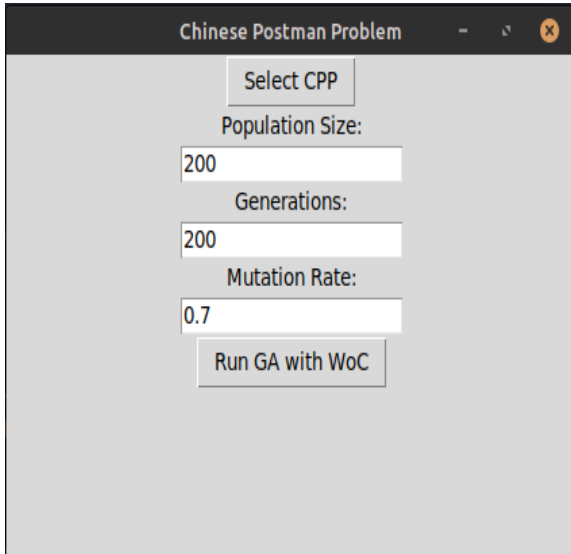 Chinese Postman Problem
Select CPP
Population Size:
200
Generations:
200
Mutation Rate:
0.7
Run GA with WoC